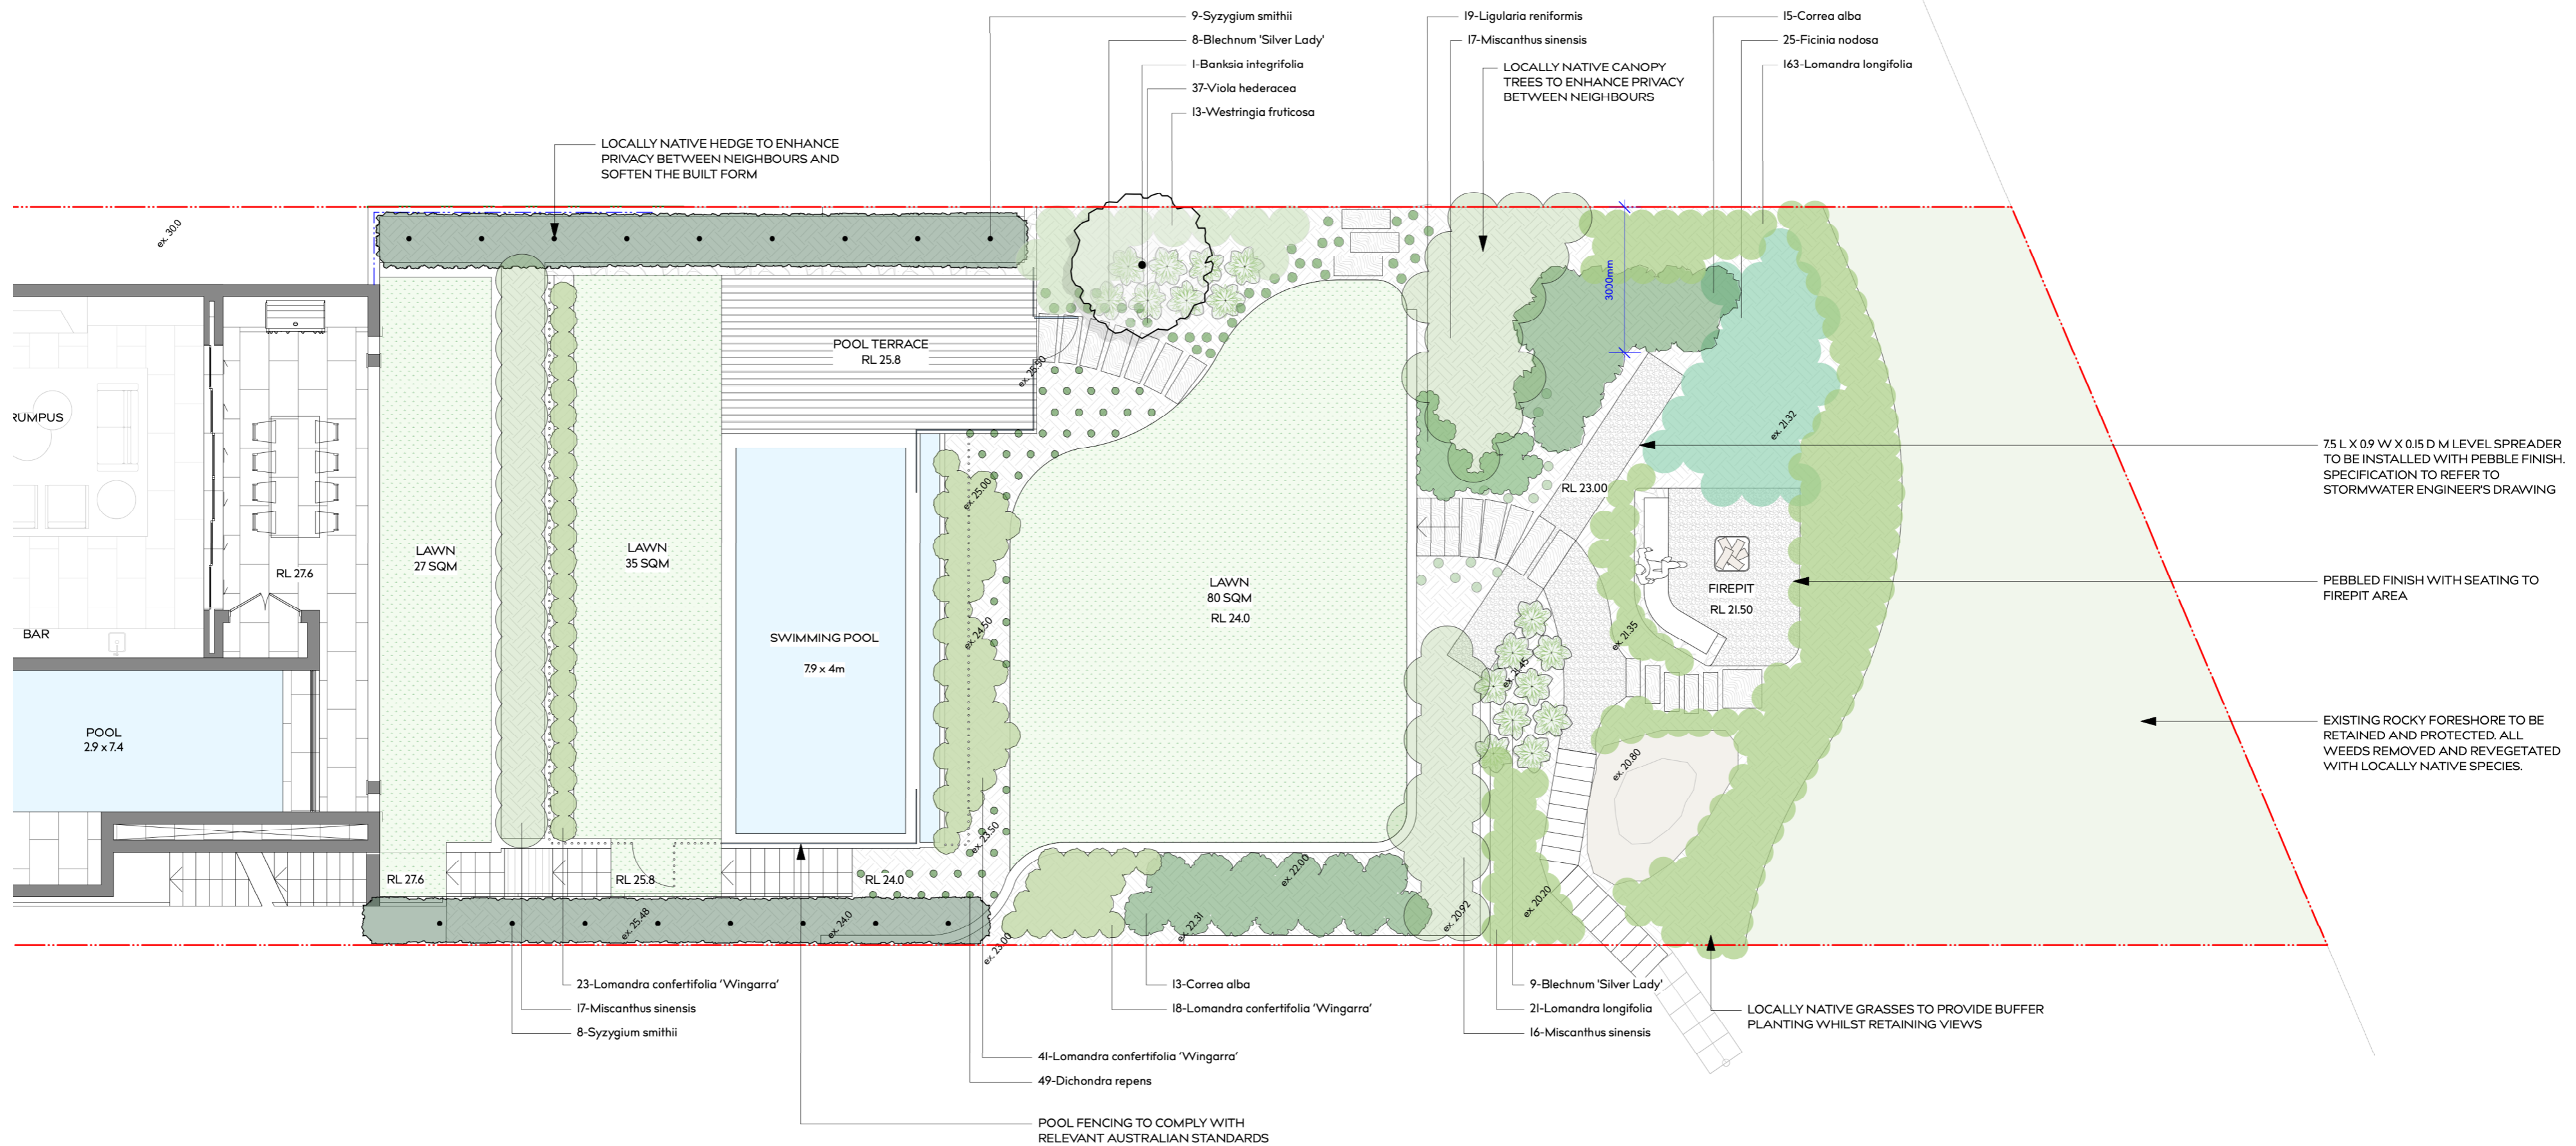 9-Syzygium smithii
8-Blechnum 'Silver Lady'
1-Banksia integrifolia
37-Viola hederacea
13-Westringia fruticosa
19-Ligularia reniformis
17-Miscanthus sinensis
LOCALLY NATIVE CANOPY
TREES TO ENHANCE PRIVACY
BETWEEN NEIGHBOURS
15-Correa alba
25-Ficinia nodosa
163-Lomandra longifolia
LOCALLY NATIVE HEDGE TO ENHANCE
PRIVACY BETWEEN NEIGHBOURS AND
SOFTEN THE BUILT FORM
ex. 30.0
3000mm
POOL TERRACE
RL 25.8
ex. 25.50
RUMPUS
ex. 21.32
7.5 L X 0.9 W X 0.15 D M LEVEL SPREADER
TO BE INSTALLED WITH PEBBLE FINISH.
SPECIFICATION TO REFER TO
STORMWATER ENGINEER'S DRAWING
ex. 25.00
RL 23.00
LAWN
27 SQM
LAWN
35 SQM
RL 27.6
LAWN
80 SQM
RL 24.0
FIREPIT
RL 21.50
PEBBLED FINISH WITH SEATING TO
FIREPIT AREA
BAR
SWIMMING POOL
7.9 x 4m
ex. 24.50
ex. 21.35
ex. 21.45
POOL
2.9 x 7.4
EXISTING ROCKY FORESHORE TO BE
RETAINED AND PROTECTED. ALL
WEEDS REMOVED AND REVEGETATED
WITH LOCALLY NATIVE SPECIES.
ex. 20.80
ex. 23.50
RL 27.6
RL 25.8
RL 24.0
ex. 22.00
ex. 20.20
ex. 25.48
ex. 24.0
ex. 23.00
ex. 22.31
ex. 20.92
23-Lomandra confertifolia 'Wingarra'
17-Miscanthus sinensis
8-Syzygium smithii
13-Correa alba
18-Lomandra confertifolia 'Wingarra'
9-Blechnum 'Silver Lady'
21-Lomandra longifolia
16-Miscanthus sinensis
LOCALLY NATIVE GRASSES TO PROVIDE BUFFER
PLANTING WHILST RETAINING VIEWS
41-Lomandra confertifolia 'Wingarra'
49-Dichondra repens
POOL FENCING TO COMPLY WITH
RELEVANT AUSTRALIAN STANDARDS